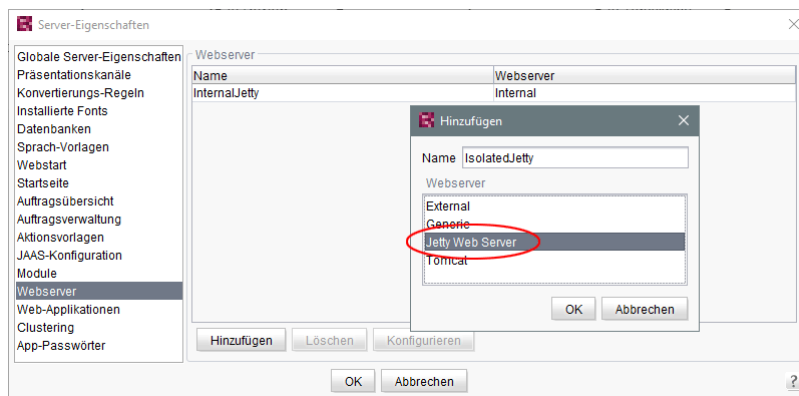 Server-Eigenschaften
Globale Server-Eigenschaften
Präsentationskanäle
Konvertierungs-Regeln
Installierte Fonts
Datenbanken
Sprach-Vorlagen
Webstart
Startseite
Auftragsübersicht
Auftragsverwaltung
Aktionsvorlagen
JAAS-Konfiguration
Module
Webserver
Web-Applikationen
Clustering
App-Passwörter
Webserver
Name Webserver
InternalJetty Internal
Hinzufügen
Name IsolatedJetty
Webserver
External
Generic
Jetty Web Server
Tomcat
OK Abbrechen
Hinzufügen Löschen Konfigurieren
OK Abbrechen ?